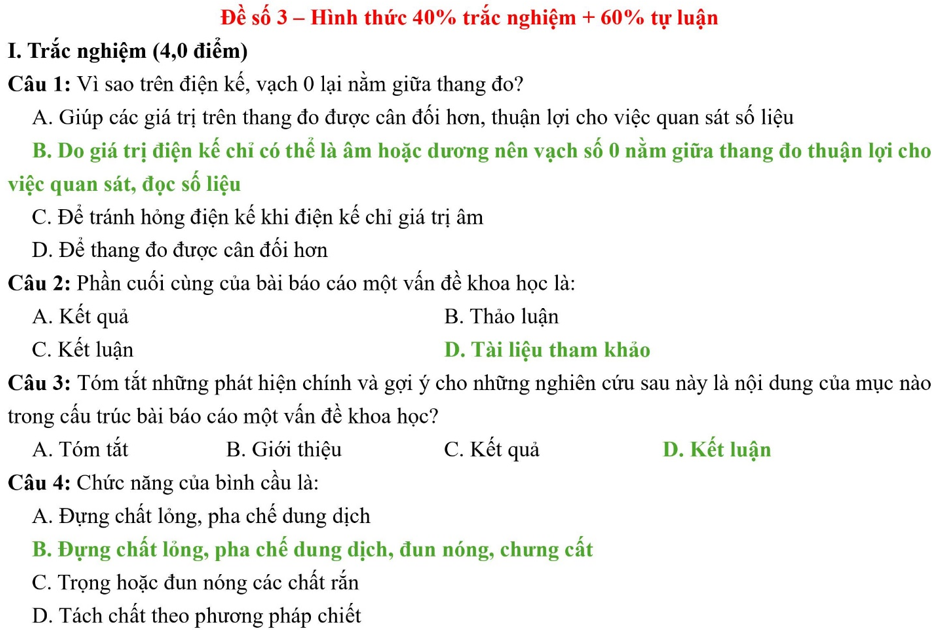 Đề số 3 – Hình thức 40% trắc nghiệm + 60% tự luận
I. Trắc nghiệm (4,0 điểm)
Câu 1: Vì sao trên điện kế, vạch 0 lại nằm giữa thang đo?
A. Giúp các giá trị trên thang đo được cân đối hơn, thuận lợi cho việc quan sát số liệu
B. Do giá trị điện kế chỉ có thể là âm hoặc dương nên vạch số 0 nằm giữa thang đo thuận lợi cho
việc quan sát, đọc số liệu
C. Để tránh hỏng điện kế khi điện kế chỉ giá trị âm
D. Để thang đo được cân đối hơn
Câu 2: Phần cuối cùng của bài báo cáo một vấn đề khoa học là:
A. Kết quả B. Thảo luận
C. Kết luận D. Tài liệu tham khảo
Câu 3: Tóm tắt những phát hiện chính và gợi ý cho những nghiên cứu sau này là nội dung của mục nào
trong cấu trúc bài báo cáo một vấn đề khoa học?
A. Tóm tắt B. Giới thiệu C. Kết quả D. Kết luận
Câu 4: Chức năng của bình cầu là:
A. Đựng chất lỏng, pha chế dung dịch
B. Đựng chất lỏng, pha chế dung dịch, đun nóng, chưng cất
C. Trọng hoặc đun nóng các chất rắn
D. Tách chất theo phương pháp chiết